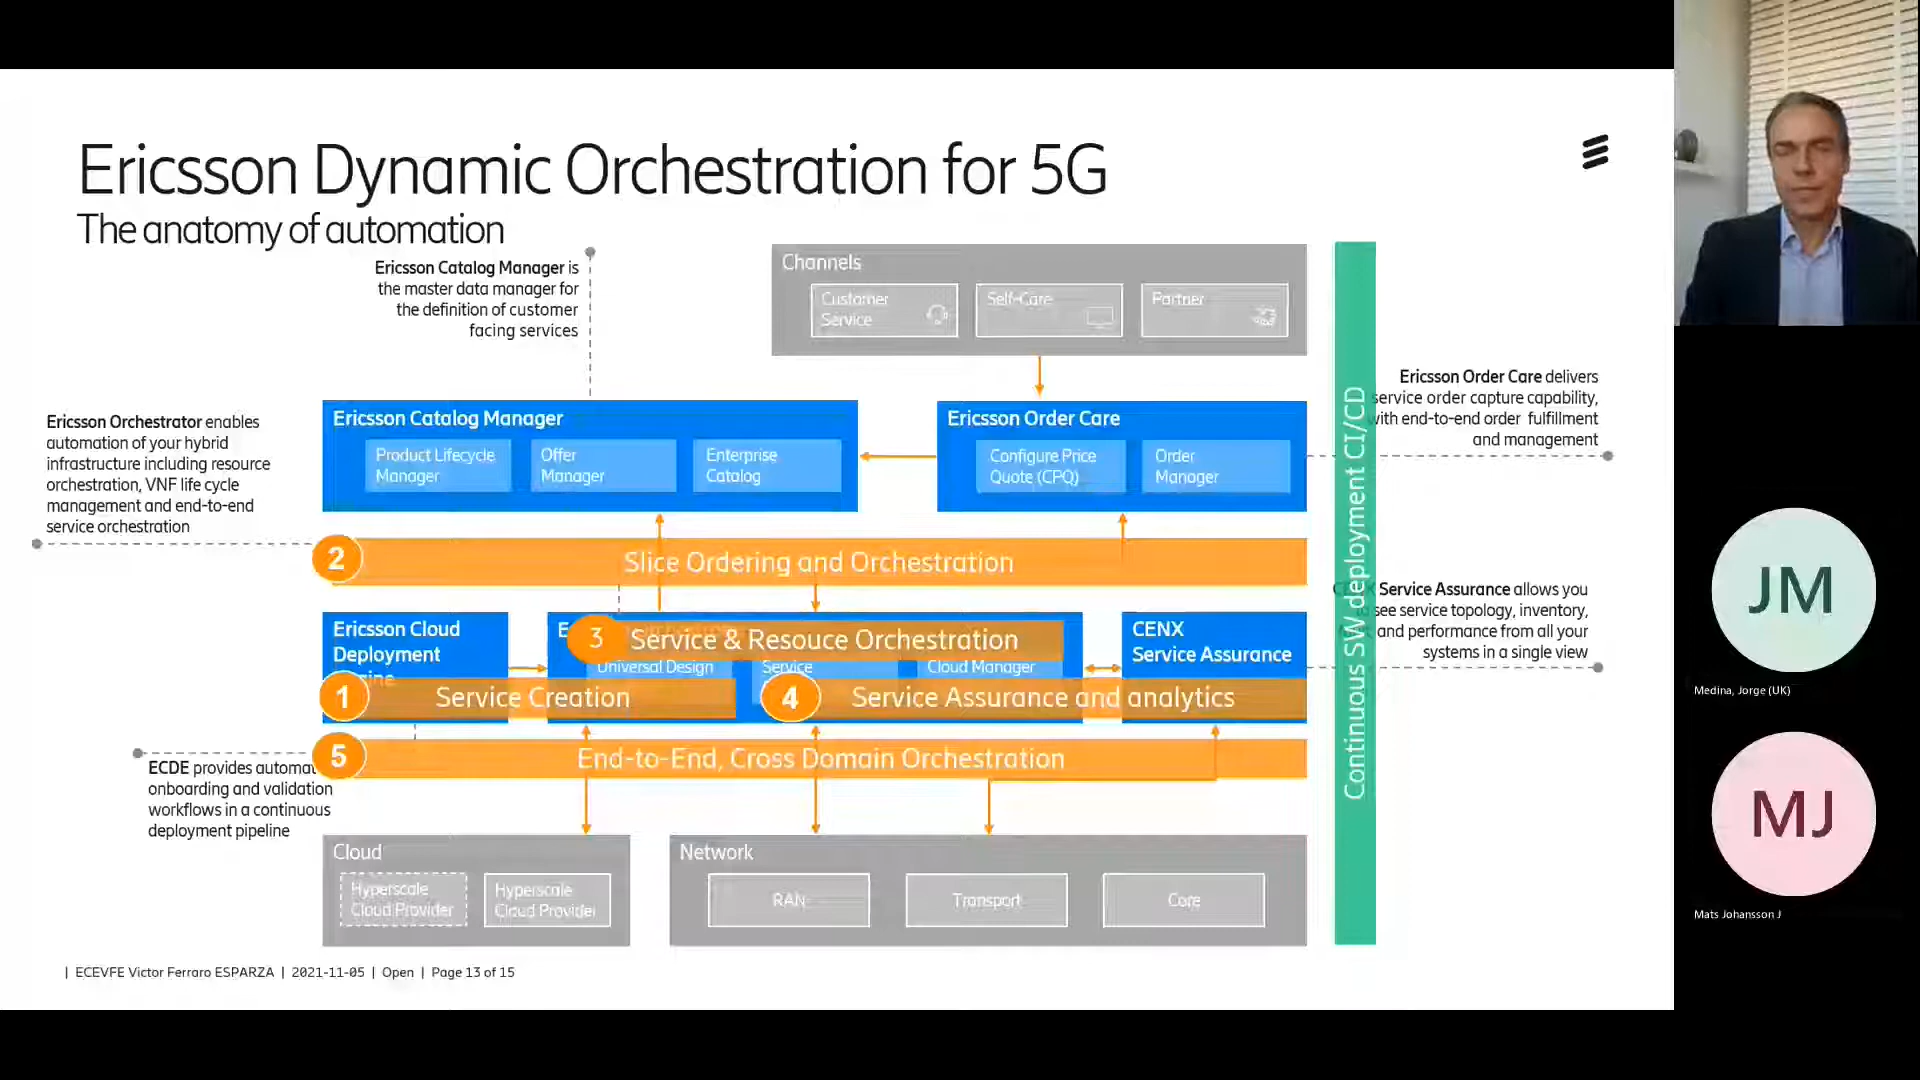 Ericsson Dynamic Orchestration for 5G
The anatomy of automation
Ericsson Catalog Manager is
the master data manager for
the definition of customer
facing services
Channels
Customer
Service
Self-Care
Partner
Ericsson Orchestrator enables
automation of your hybrid
infrastructure including resource
orchestration, VNF life cycle
management and end-to-end
service orchestration
Ericsson Catalog Manager
Product Lifecycle
Manager
Offer
Manager
Enterprise
Catalog
Ericsson Order Care
Configure Price
Quote (CPQ)
Order
Manager
Ericsson Order Care delivers
service order capture capability,
with end-to-end order fulfillment
and management
Continuous SW deployment CI/CD
2
Slice Ordering and Orchestration
Ericsson Cloud
Deployment
3
Service & Resouce Orchestration
Universal Design
Service
Cloud Manager
CENX
Service Assurance
Service Assurance allows you
see service topology, inventory,
and performance from all your
systems in a single view
1
Service Creation
4
Service Assurance and analytics
5
End-to-End, Cross Domain Orchestration
ECDE provides
onboarding and validation
workflows in a continuous
deployment pipeline
Cloud
Hyperscale
Cloud Provider
Hyperscale
Cloud Provider
Network
RAN
Transport
Core
| ECEVFE Victor Ferraro ESPARZA | 2021-11-05 | Open | Page 13 of 15
JM
Medina, Jorge (UK)
MJ
Mats Johansson J